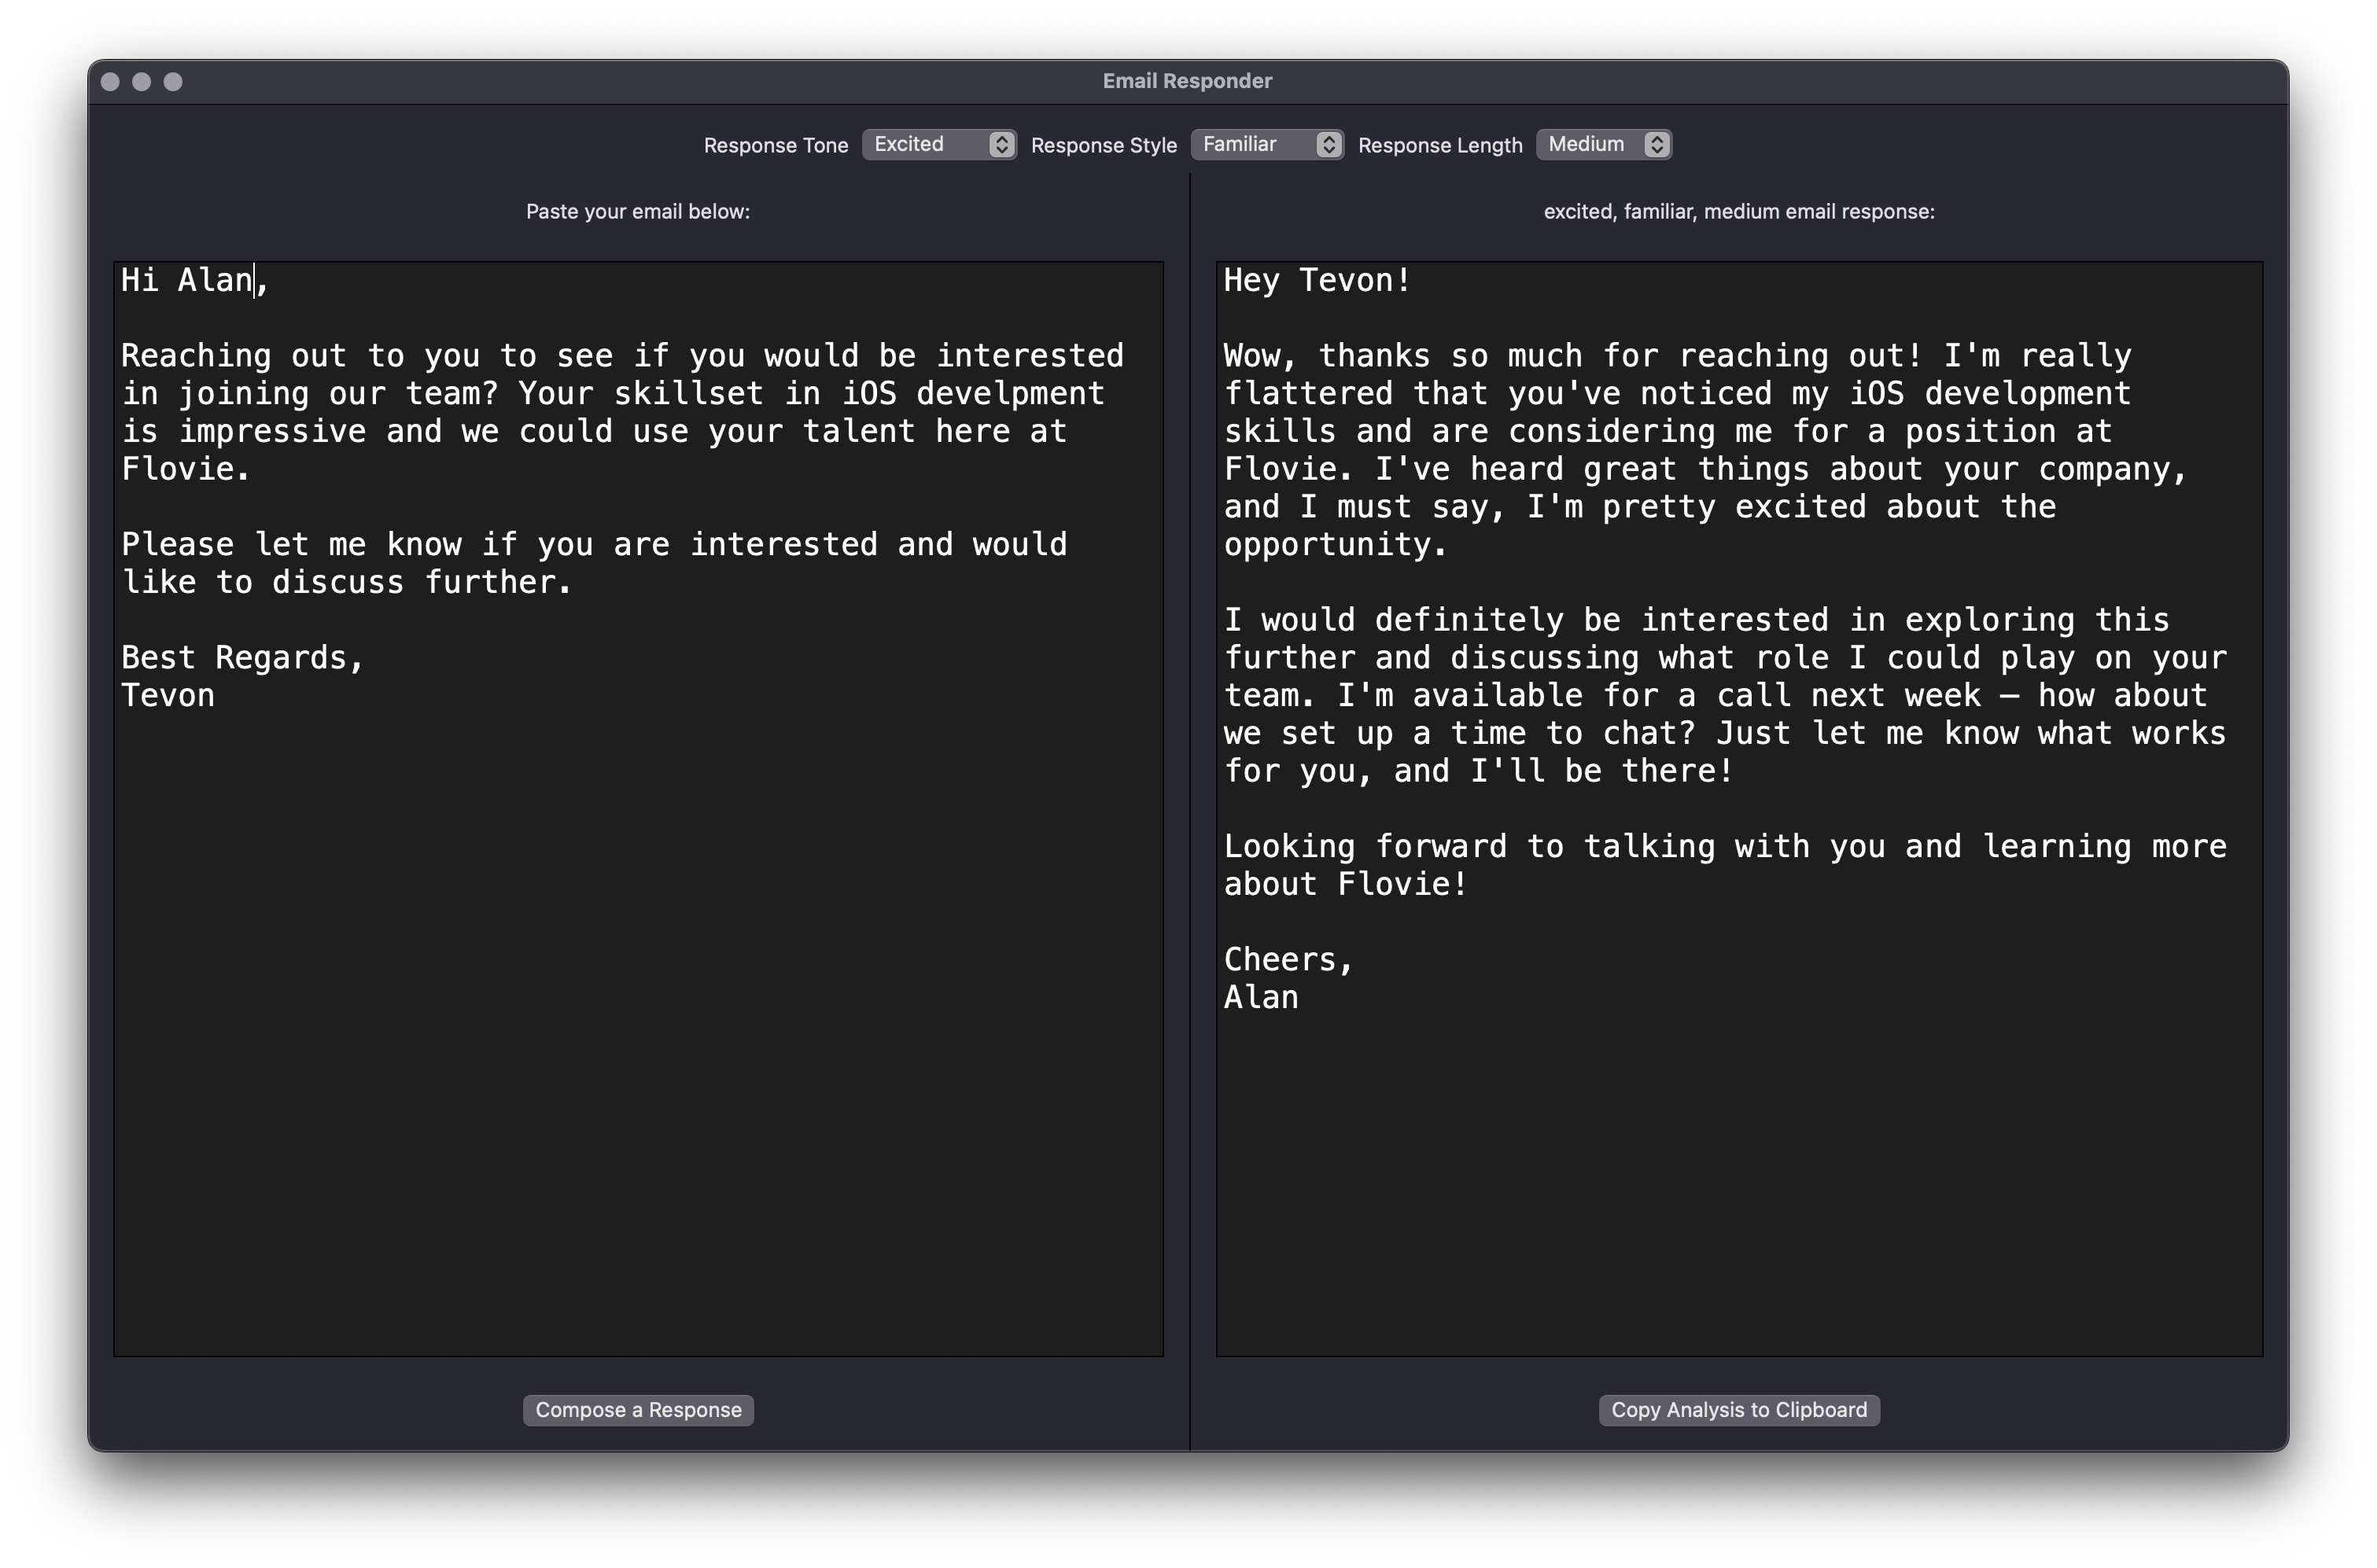 Email Responder
Response Tone Excited Response Style Familiar Response Length Medium
Paste your email below:
Hi Alan,
Reaching out to you to see if you would be interested
in joining our team? Your skillset in iOS develpment
is impressive and we could use your talent here at
Flovie.
Please let me know if you are interested and would
like to discuss further.
Best Regards,
Tevon
Compose a Response
excited, familiar, medium email response:
Hey Tevon!
Wow, thanks so much for reaching out! I'm really
flattered that you've noticed my iOS development
skills and are considering me for a position at
Flovie. I've heard great things about your company,
and I must say, I'm pretty excited about the
opportunity.
I would definitely be interested in exploring this
further and discussing what role I could play on your
team. I'm available for a call next week – how about
we set up a time to chat? Just let me know what works
for you, and I'll be there!
Looking forward to talking with you and learning more
about Flovie!
Cheers,
Alan
Copy Analysis to Clipboard